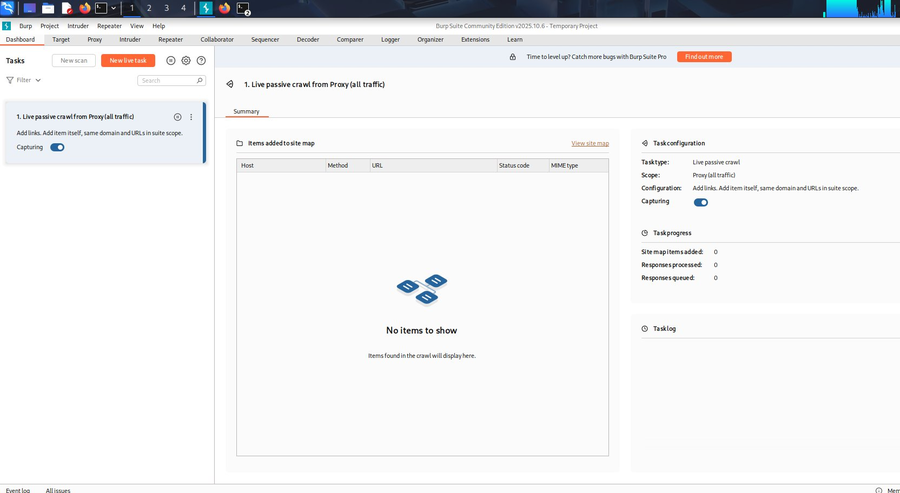 1 2 3 4 2
Burp Project Intruder Repeater View Help Burp Suite Community Edition v2025.10.6 - Temporary Project
Dashboard Target Proxy Intruder Repeater Collaborator Sequencer Decoder Comparer Logger Organizer Extensions Learn
Tasks New scan New live task
Time to level up? Catch more bugs with Burp Suite Pro Find out more
Filter Search
1. Live passive crawl from Proxy (all traffic)
Add links. Add item itself, same domain and URLs in suite scope.
Capturing
1. Live passive crawl from Proxy (all traffic)
Summary
Items added to site map View site map
Host Method URL Status code MIME type
No items to show
Items found in the crawl will display here.
Task configuration
Task type: Live passive crawl
Scope: Proxy (all traffic)
Configuration: Add links. Add item itself, same domain and URLs in suite scope.
Capturing
Task progress
Site map items added: 0
Responses processed: 0
Responses queued: 0
Task log
Event log All issues Mem